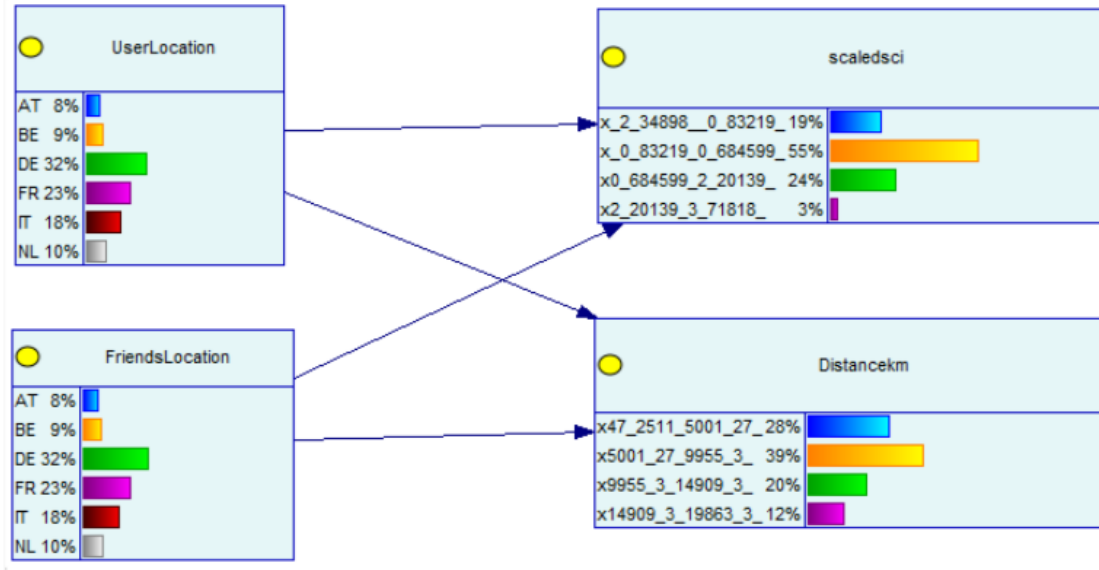 UserLocation
AT 8%
BE 9%
DE 32%
FR 23%
IT 18%
NL 10%
scaledsci
x_2_34898__0_83219_ 19%
x_0_83219_0_684599_ 55%
x0_684599_2_20139_ 24%
x2_20139_3_71818_ 3%
FriendsLocation
AT 8%
BE 9%
DE 32%
FR 23%
IT 18%
NL 10%
Distancekm
x47_2511_5001_27_ 28%
x5001_27_9955_3_ 39%
x9955_3_14909_3_ 20%
x14909_3_19863_3_ 12%